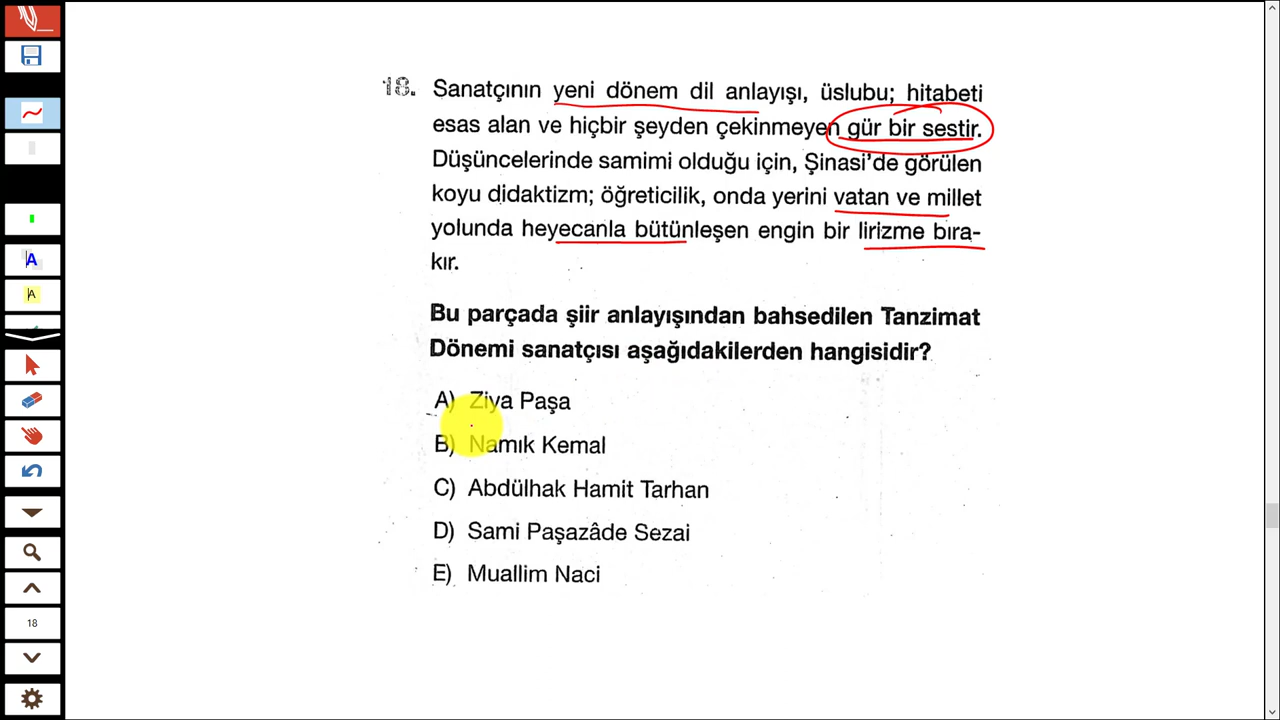 18. Sanatçının yeni dönem dil anlayışı, üslubu; hitabeti
esas alan ve hiçbir şeyden çekinmeyen gür bir sestir.
Düşüncelerinde samimi olduğu için, Şinasi'de görülen
koyu didaktizm; öğreticilik, onda yerini vatan ve millet
yolunda heyecanla bütünleşen engin bir lirizme bıra-
kır.
Bu parçada şiir anlayışından bahsedilen Tanzimat
Dönemi sanatçısı aşağıdakilerden hangisidir?
A) Ziya Paşa
B) Namık Kemal
C) Abdülhak Hamit Tarhan
D) Sami Paşazâde Sezai
E) Muallim Naci
A
A
18